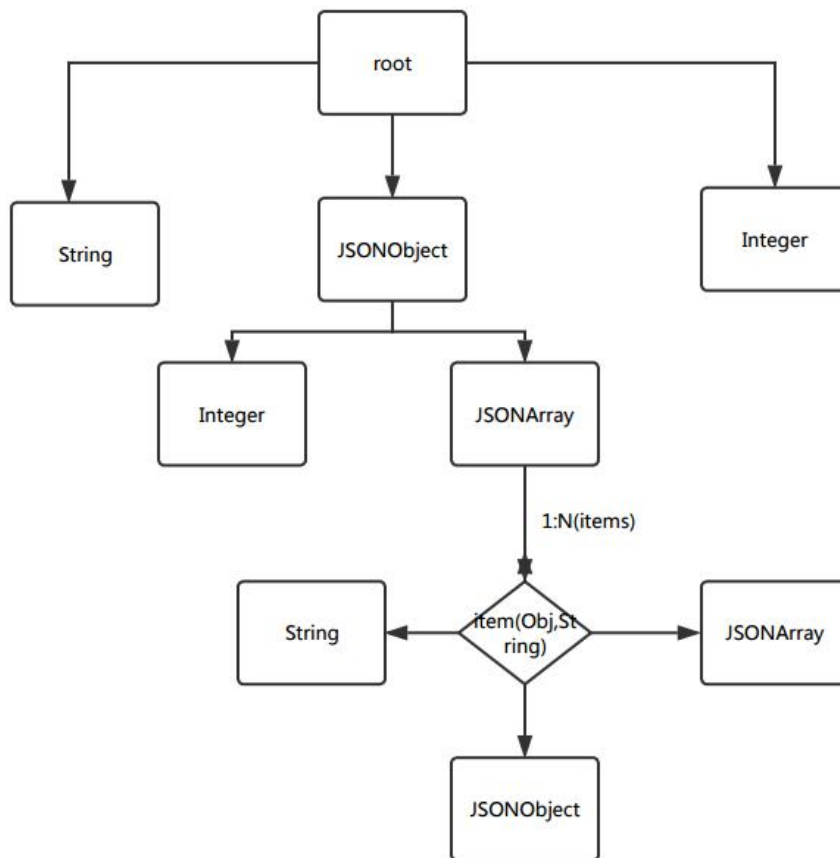 root
String
JSONObject
Integer
Integer
JSONArray
1:N(items)
String
item(Obj,St
ring)
JSONArray
JSONObject